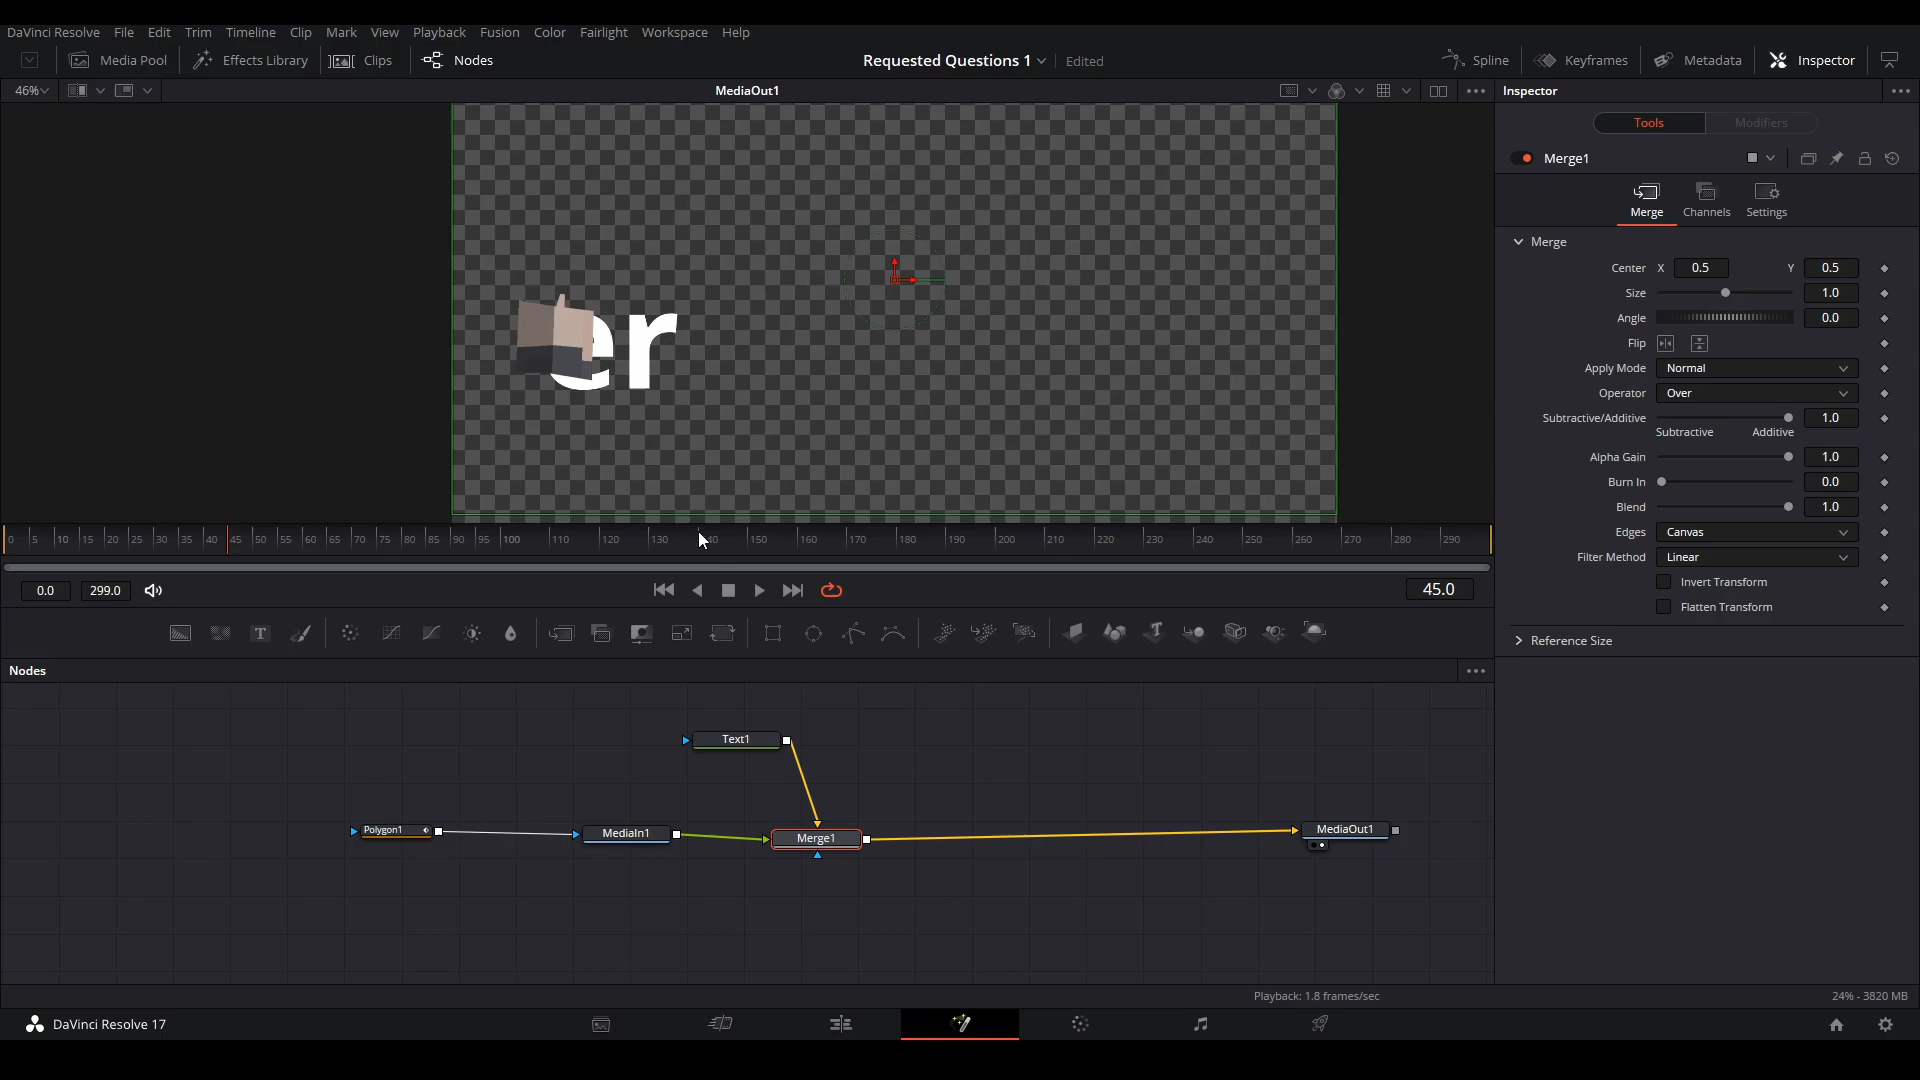 DaVinci Resolve File Edit Trim Timeline Clip Mark View Playback Fusion Color Fairlight Workspace Help
Media Pool Effects Library Clips Nodes Requested Questions 1 Edited Spline Keyframes Metadata Inspector
46% MediaOut1 Inspector
Tools Modifiers
Merge1
Merge Channels Settings
Merge
Center X 0.5 Y 0.5
Size 1.0
Angle 0.0
Flip
Apply Mode Normal
Operator Over
Subtractive/Additive 1.0
Subtractive Additive
Alpha Gain 1.0
Burn In 0.0
Blend 1.0
Edges Canvas
Filter Method Linear
Invert Transform
Flatten Transform
Reference Size
er
0 5 10 15 20 25 30 35 40 45 50 55 60 65 70 75 80 85 90 95 100 110 120 130 140 150 160 170 180 190 200 210 220 230 240 250 260 270 280 290
0.0 299.0 45.0
Nodes
Text1
Polygon1 MediaIn1 Merge1 MediaOut1
Playback: 1.8 frames/sec 24% - 3820 MB
DaVinci Resolve 17